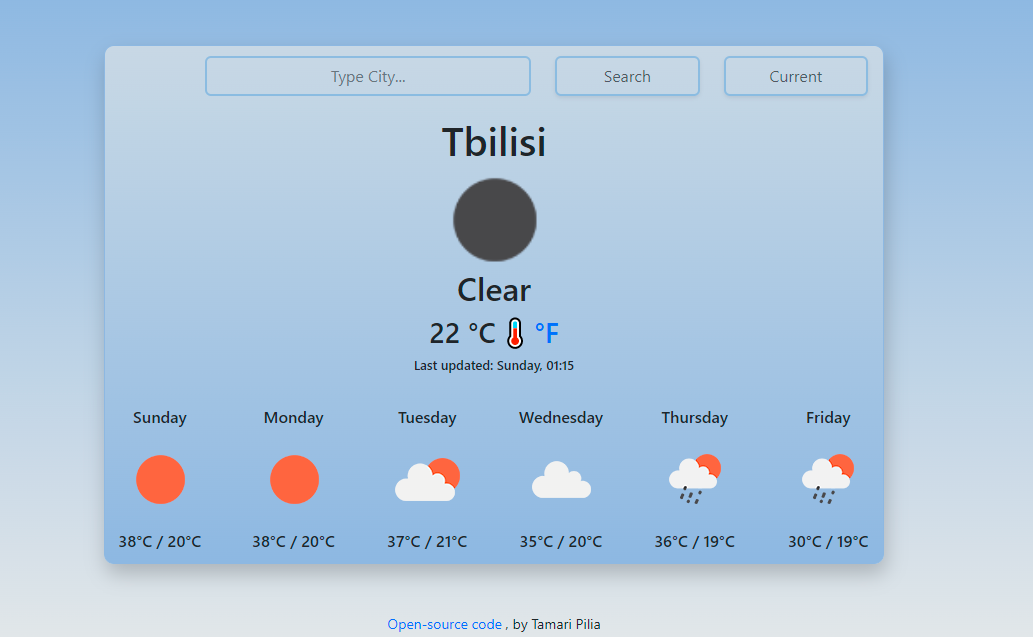 Type City...
Search
Current
Tbilisi
Clear
22 °C °F
Last updated: Sunday, 01:15
Sunday Monday Tuesday Wednesday Thursday Friday
38°C / 20°C 38°C / 20°C 37°C / 21°C 35°C / 20°C 36°C / 19°C 30°C / 19°C
Open-source code , by Tamari Pilia